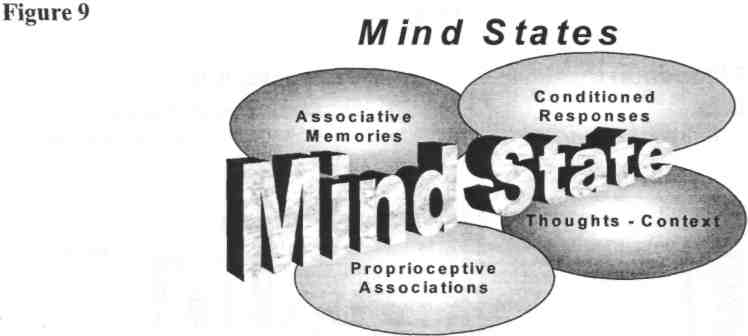 Figure 9
Mind States
Associative
Memories
Conditioned
Responses
Mind-State
Thoughts - Context
Proprioceptive
Associations